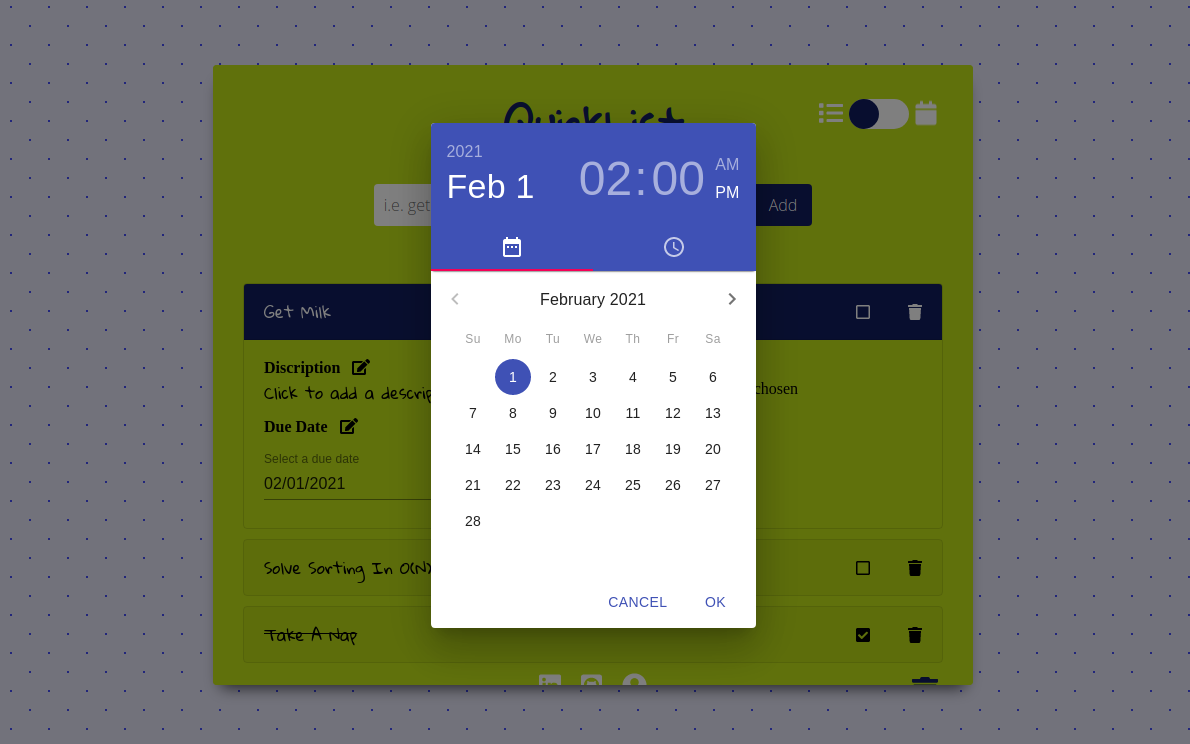 QuickList
2021
Feb 1
02:00
AM
PM
i.e. get
Add
February 2021
Su Mo Tu We Th Fr Sa
1 2 3 4 5 6
7 8 9 10 11 12 13
14 15 16 17 18 19 20
21 22 23 24 25 26 27
28
CANCEL OK
Get Milk
Discription
Click to add a descrip
chosen
Due Date
Select a due date
02/01/2021
Solve Sorting In O(N)
Take A Nap